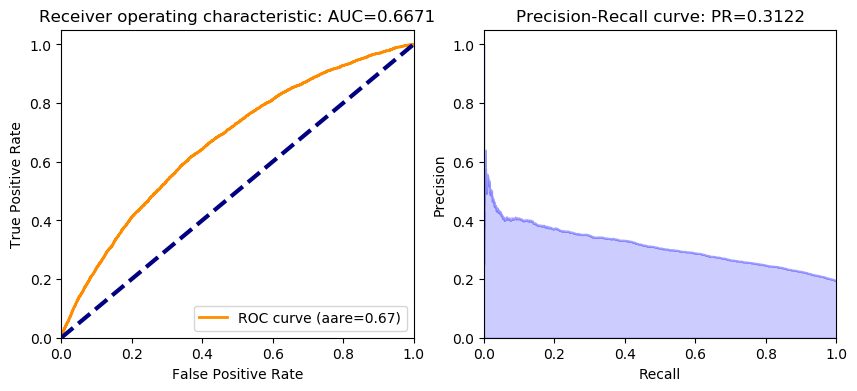 Receiver operating characteristic: AUC=0.6671
True Positive Rate
1.0
0.8
0.6
0.4
0.2
0.0
ROC curve (aare=0.67)
0.0 0.2 0.4 0.6 0.8 1.0
False Positive Rate
Precision-Recall curve: PR=0.3122
Precision
1.0
0.8
0.6
0.4
0.2
0.0
0.0 0.2 0.4 0.6 0.8 1.0
Recall